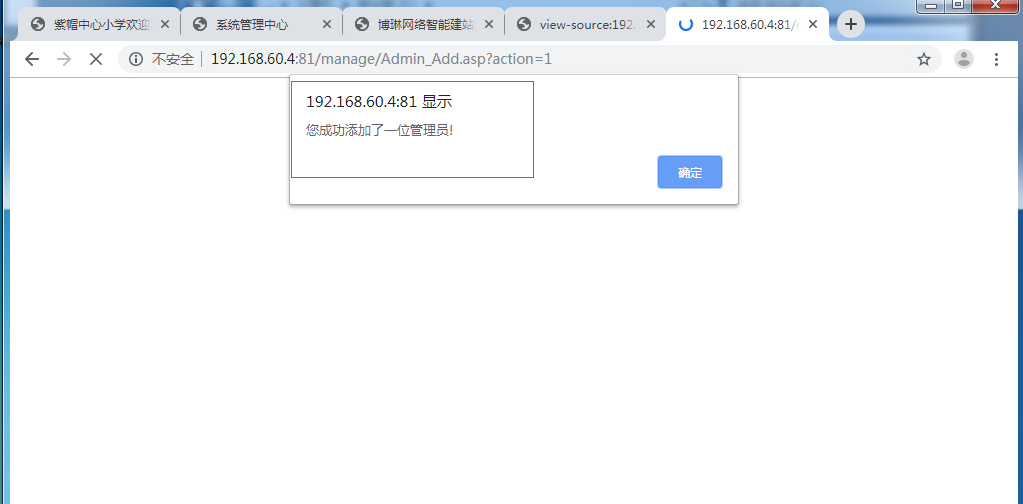 紫帽中心小学欢迎
系统管理中心
博琳网络智能建站
view-source:192.
192.168.60.4:81/
不安全
192.168.60.4:81/manage/Admin_Add.asp?action=1
192.168.60.4:81 显示
您成功添加了一位管理员!
确定